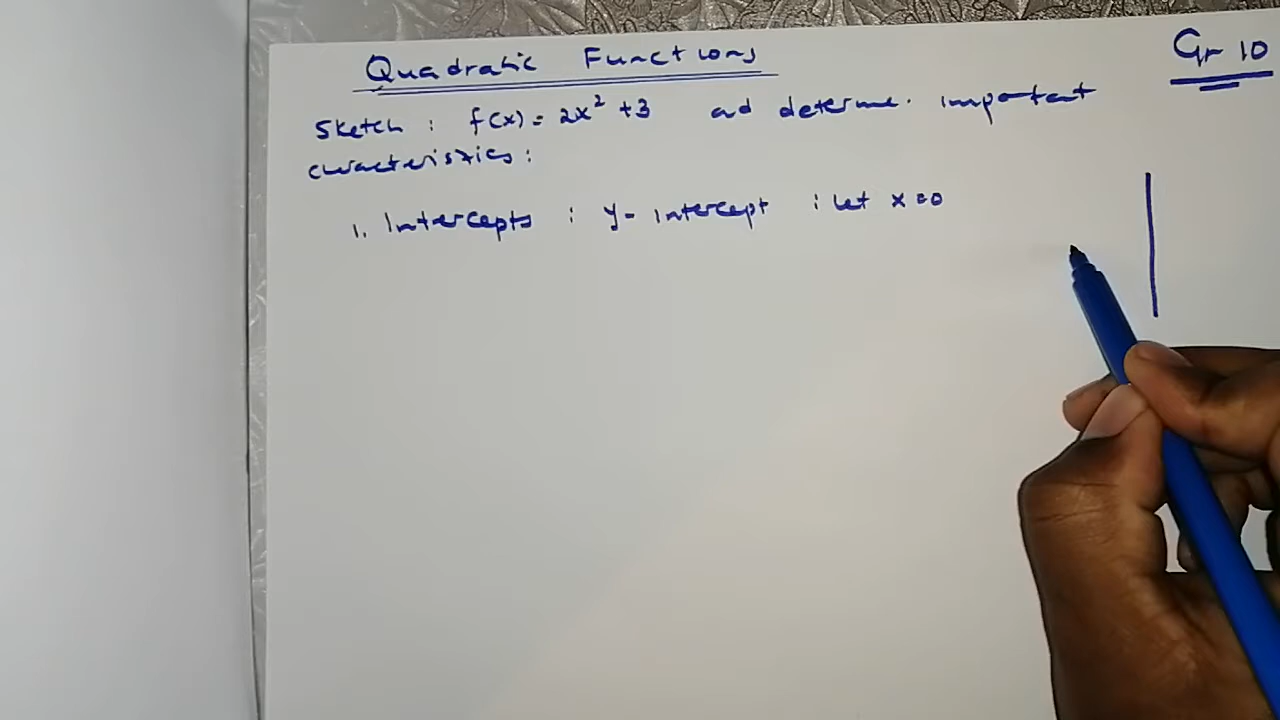 Quadratic Functions
Gr 10
Sketch : f(x) = 2x² + 3 and determine important
characteristics :
1. Intercepts : y- intercept : let x=0